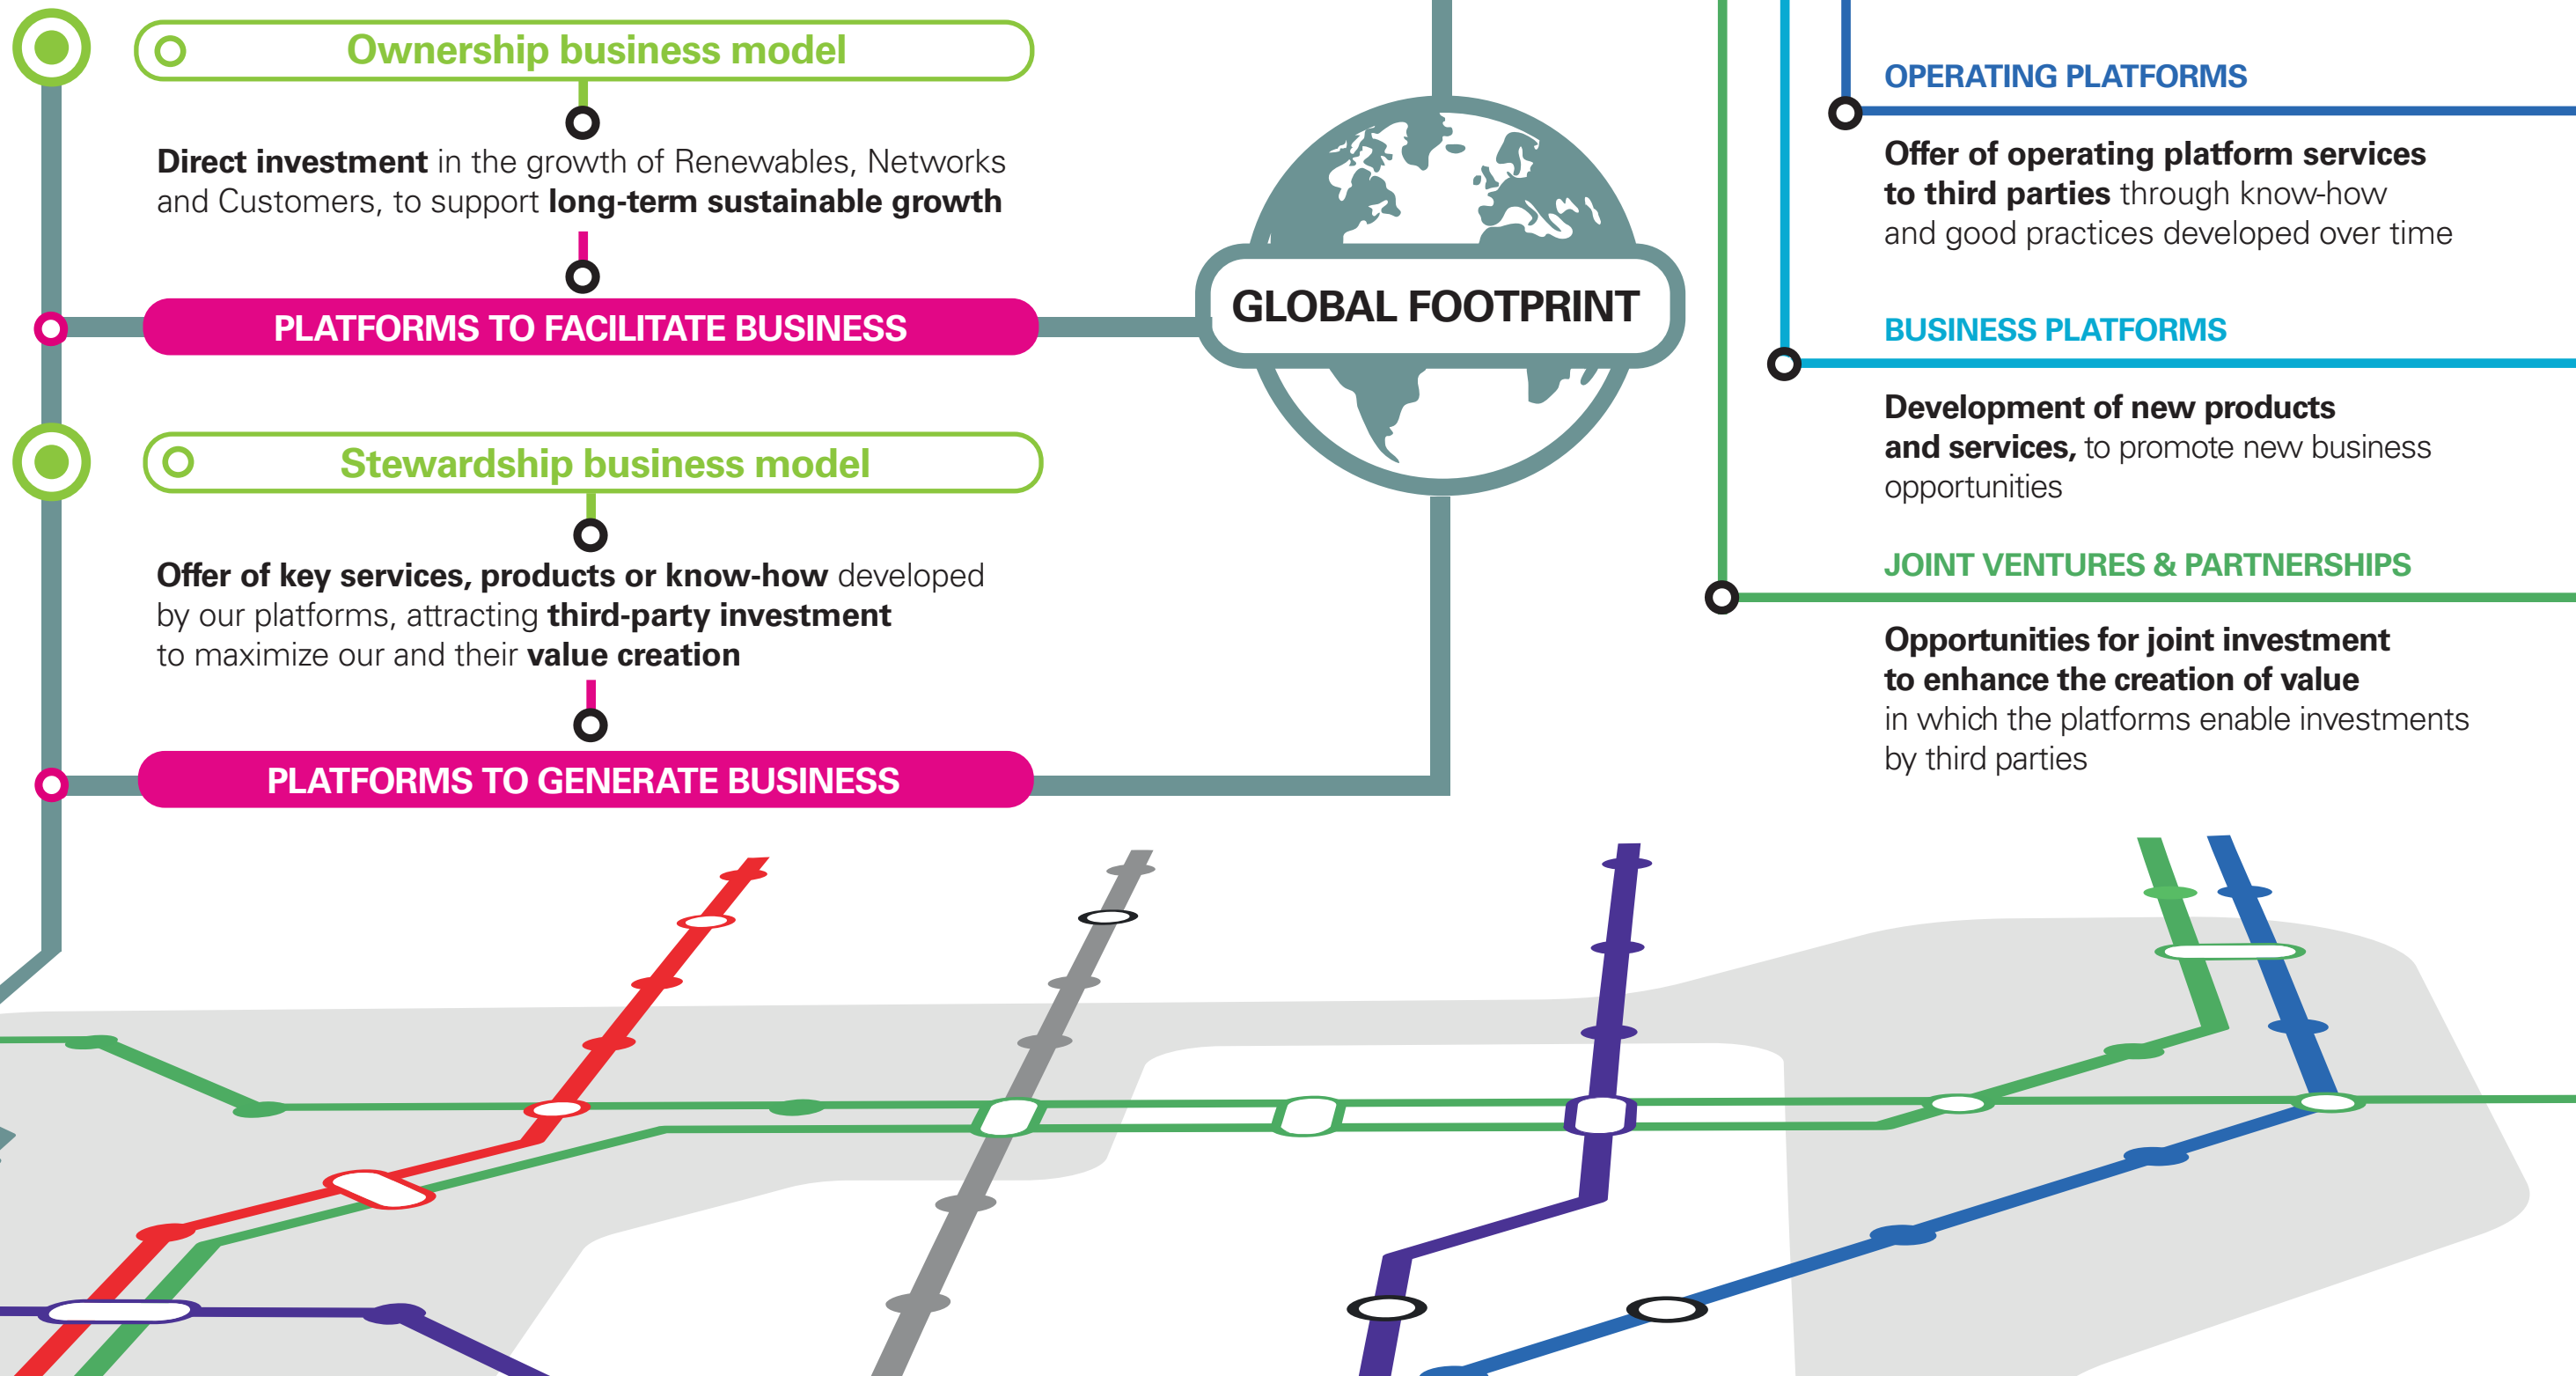 Ownership business model
Direct investment in the growth of Renewables, Networks
and Customers, to support long-term sustainable growth
PLATFORMS TO FACILITATE BUSINESS
Stewardship business model
Offer of key services, products or know-how developed
by our platforms, attracting third-party investment
to maximize our and their value creation
PLATFORMS TO GENERATE BUSINESS
GLOBAL FOOTPRINT
OPERATING PLATFORMS
Offer of operating platform services
to third parties through know-how
and good practices developed over time
BUSINESS PLATFORMS
Development of new products
and services, to promote new business
opportunities
JOINT VENTURES & PARTNERSHIPS
Opportunities for joint investment
to enhance the creation of value
in which the platforms enable investments
by third parties